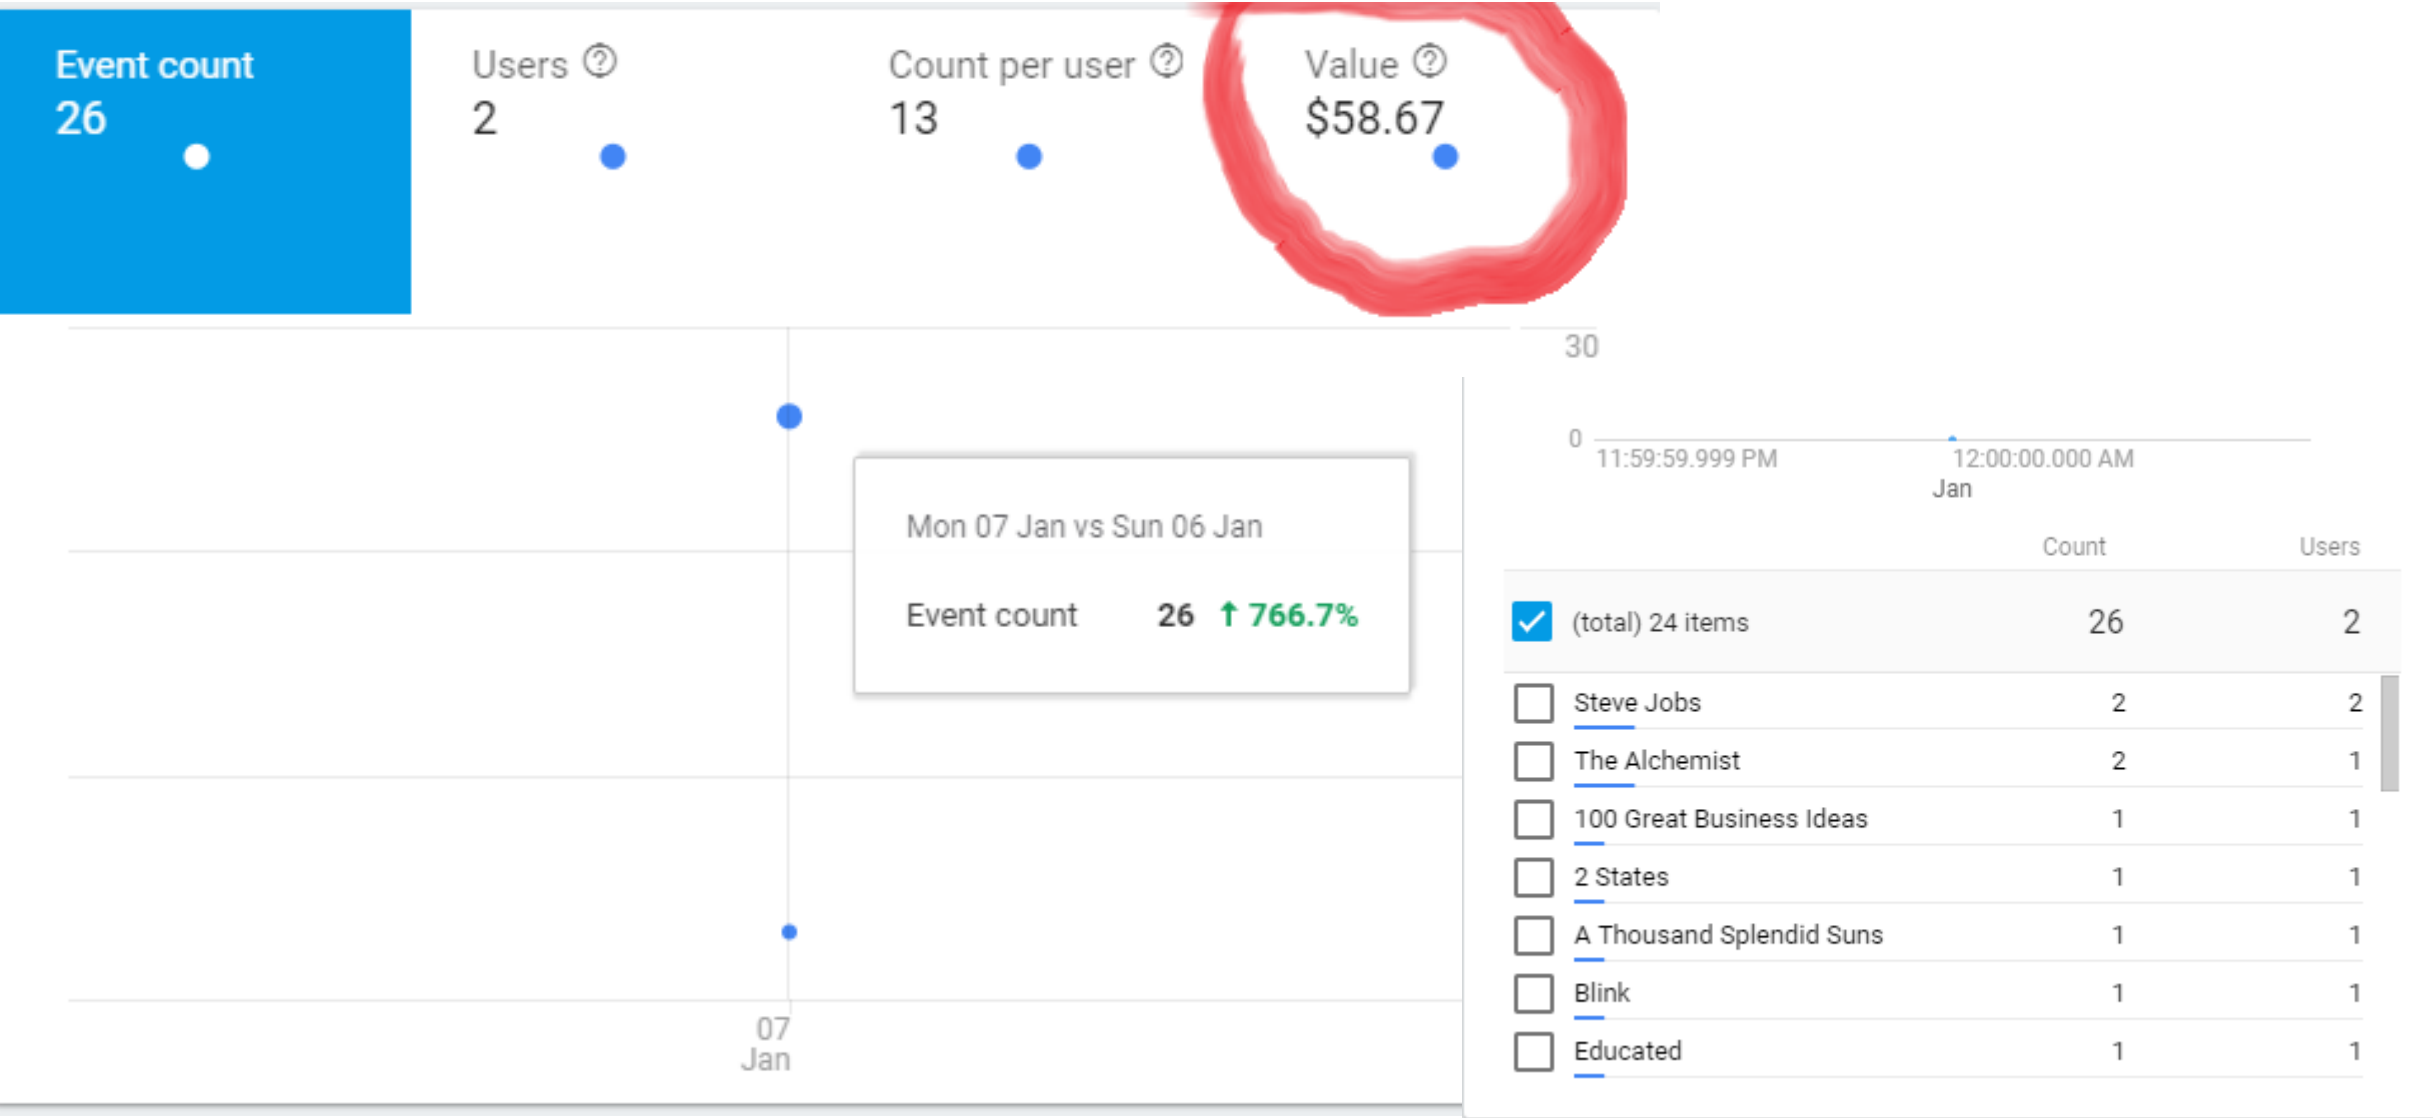 Event count
26
Users ?
2
Count per user ?
13
Value ?
$58.67
30
Mon 07 Jan vs Sun 06 Jan
Event count 26 ↑ 766.7%
07
Jan
0
11:59:59.999 PM 12:00:00.000 AM
Jan
Count Users
(total) 24 items 26 2
Steve Jobs 2 2
The Alchemist 2 1
100 Great Business Ideas 1 1
2 States 1 1
A Thousand Splendid Suns 1 1
Blink 1 1
Educated 1 1